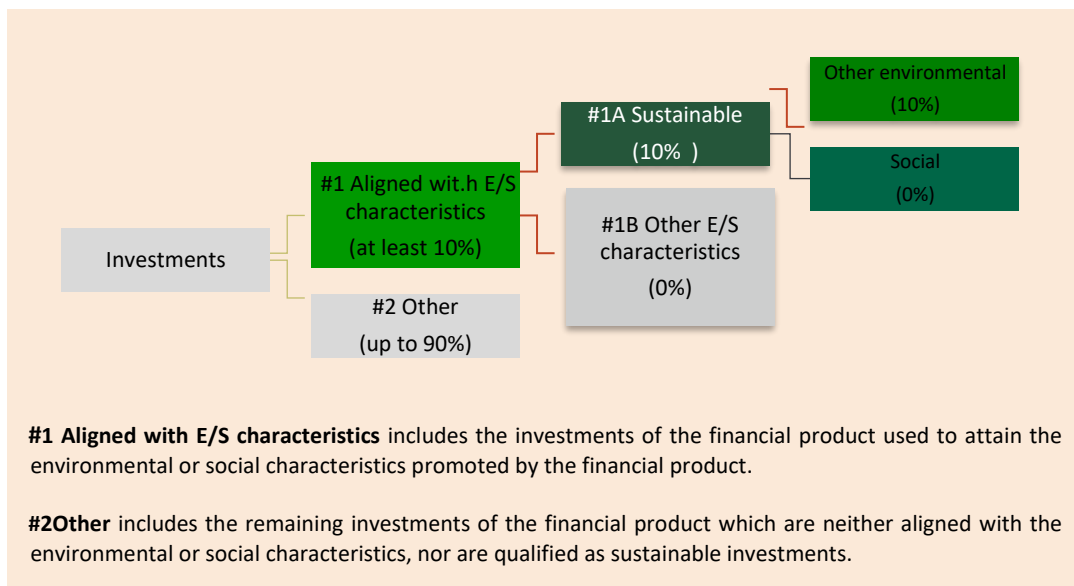 Investments
#1 Aligned wit.h E/S
characteristics
(at least 10%)
#2 Other
(up to 90%)
#1A Sustainable
(10%  )
#1B Other E/S
characteristics
(0%)
Other environmental
(10%)
Social
(0%)
#1 Aligned with E/S characteristics includes the investments of the financial product used to attain the
environmental or social characteristics promoted by the financial product.
#2Other includes the remaining investments of the financial product which are neither aligned with the
environmental or social characteristics, nor are qualified as sustainable investments.